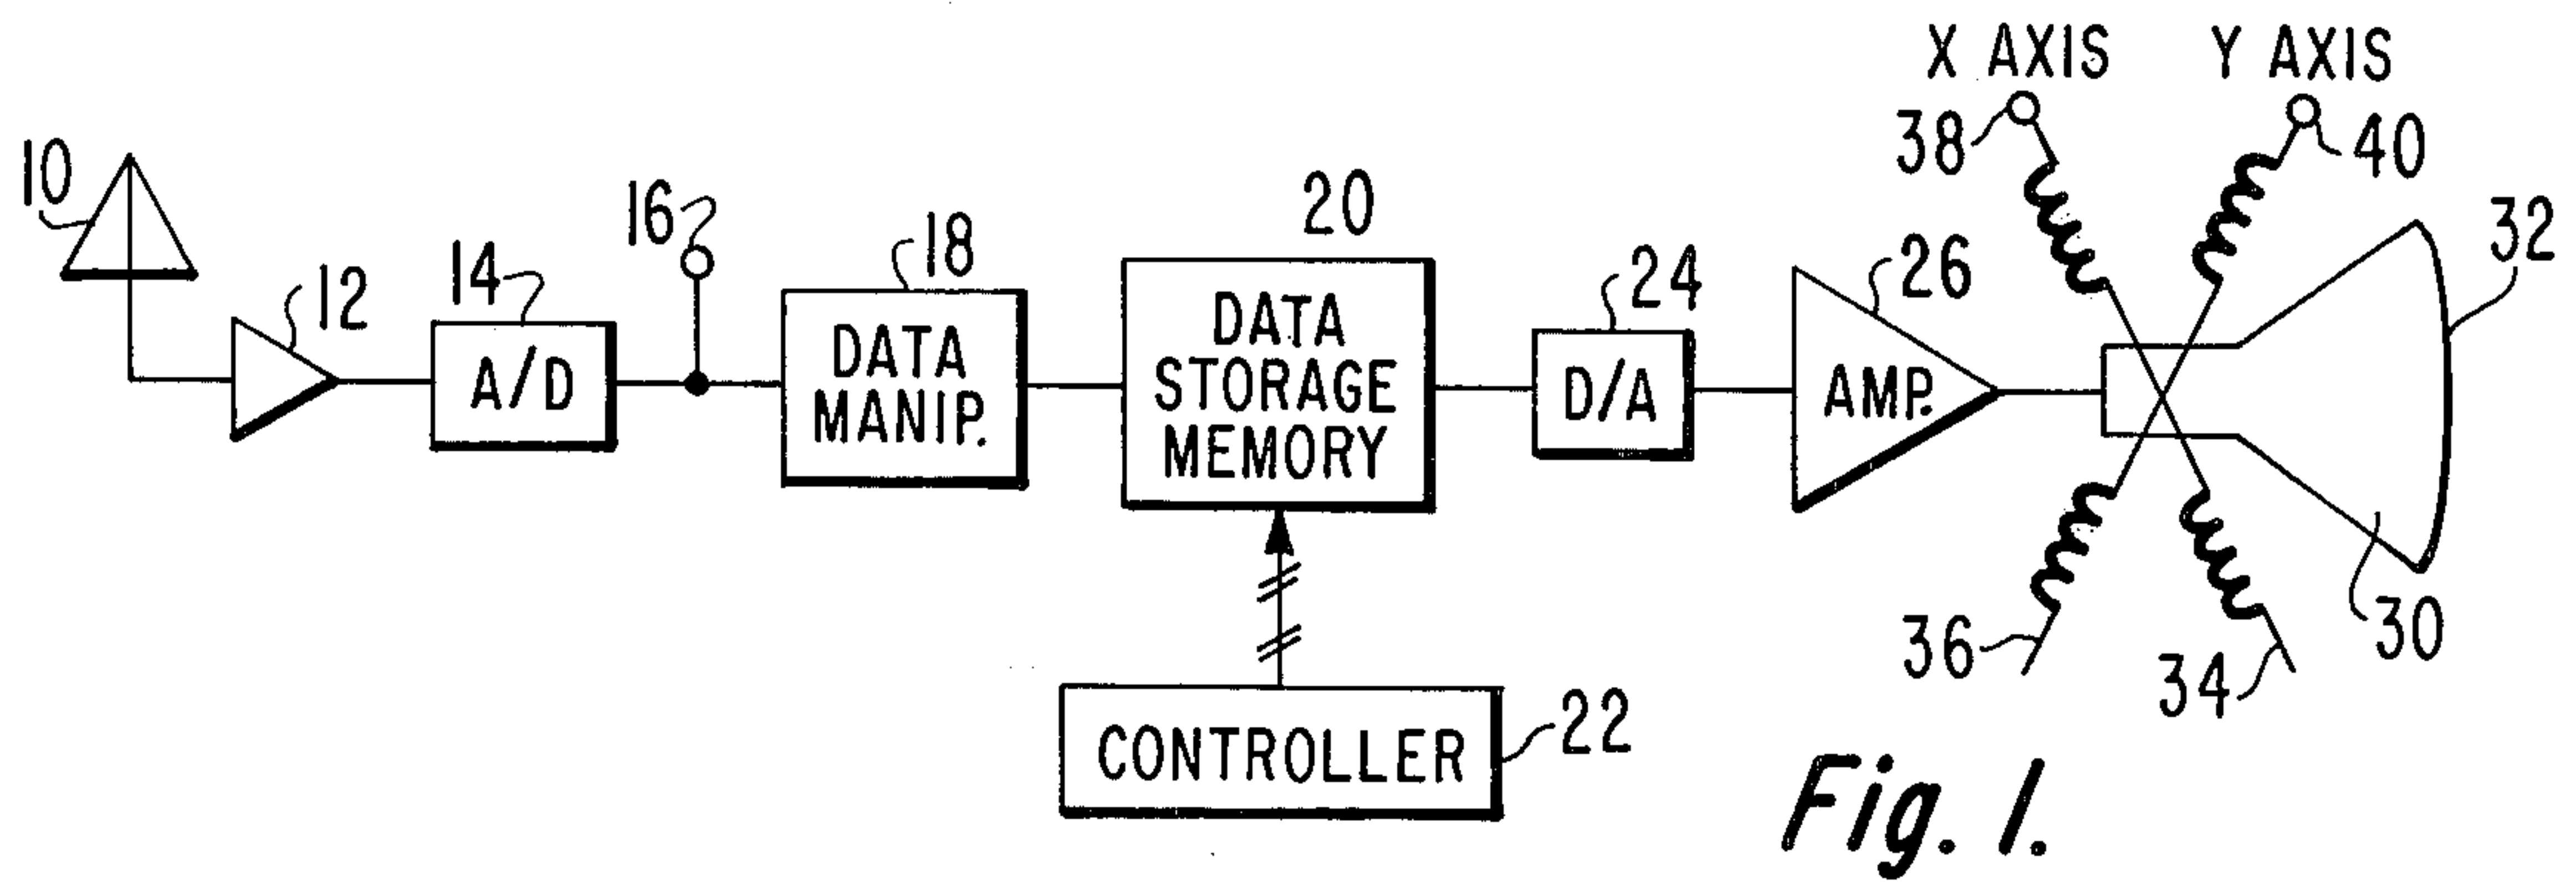 X AXIS Y AXIS
38 40
10 16 20 32
18
12 14 24 26
DATA
MANIP.
DATA
STORAGE
MEMORY
A/D
D/A
AMP.
36 34 30
CONTROLLER 22
Fig. 1.